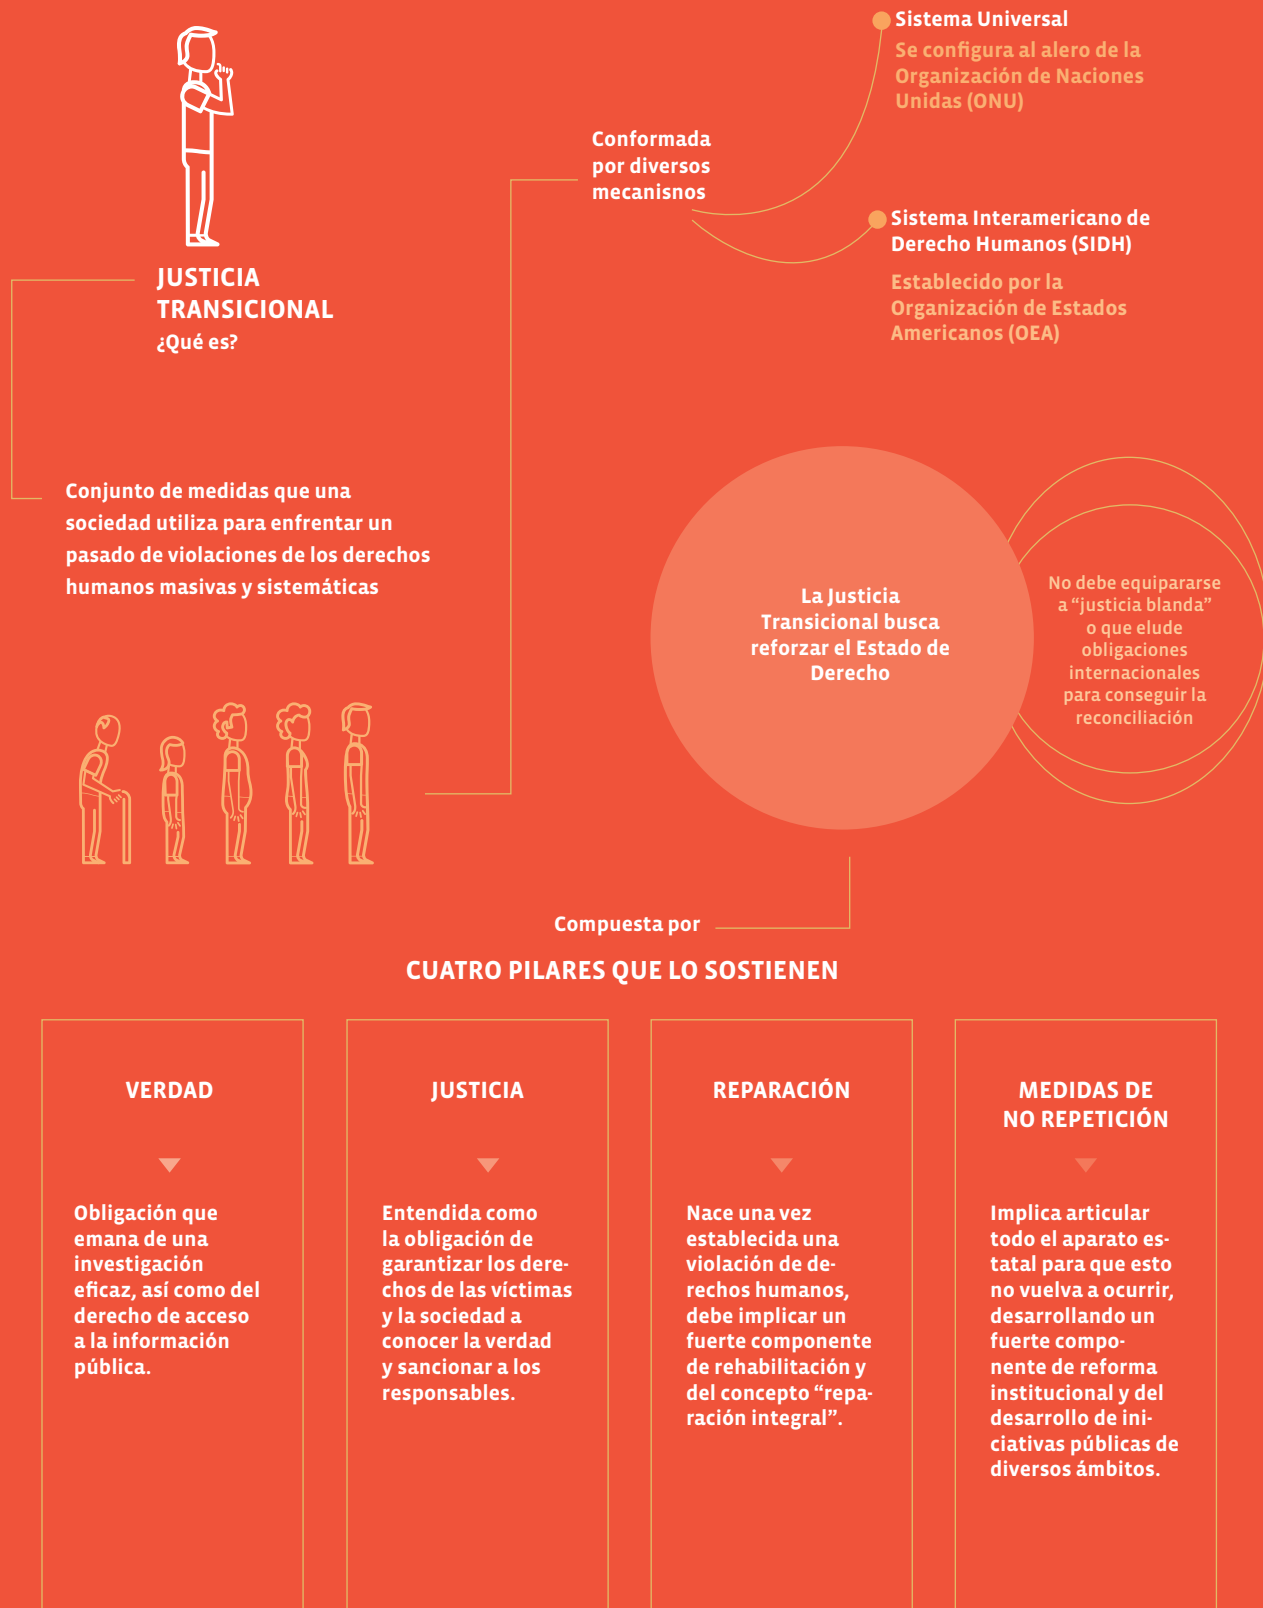 JUSTICIA
TRANSICIONAL
¿Qué es?
Conjunto de medidas que una
sociedad utiliza para enfrentar un
pasado de violaciones de los derechos
humanos masivas y sistemáticas
Conformada
por diversos
mecanisnos
Sistema Universal
Se configura al alero de la
Organización de Naciones
Unidas (ONU)
Sistema Interamericano de
Derecho Humanos (SIDH)
Establecido por la
Organización de Estados
Americanos (OEA)
La Justicia
Transicional busca
reforzar el Estado de
Derecho
No debe equipararse
a “justicia blanda”
o que elude
obligaciones
internacionales
para conseguir la
reconciliación
Compuesta por
CUATRO PILARES QUE LO SOSTIENEN
VERDAD
Obligación que
emana de una
investigación
eficaz, así como del
derecho de acceso
a la información
pública.
JUSTICIA
Entendida como
la obligación de
garantizar los dere-
chos de las víctimas
y la sociedad a
conocer la verdad
y sancionar a los
responsables.
REPARACIÓN
Nace una vez
establecida una
violación de de-
rechos humanos,
debe implicar un
fuerte componente
de rehabilitación y
del concepto “repa-
ración integral”.
MEDIDAS DE
NO REPETICIÓN
Implica articular
todo el aparato es-
tatal para que esto
no vuelva a ocurrir,
desarrollando un
fuerte compo-
nente de reforma
institucional y del
desarrollo de ini-
ciativas públicas de
diversos ámbitos.